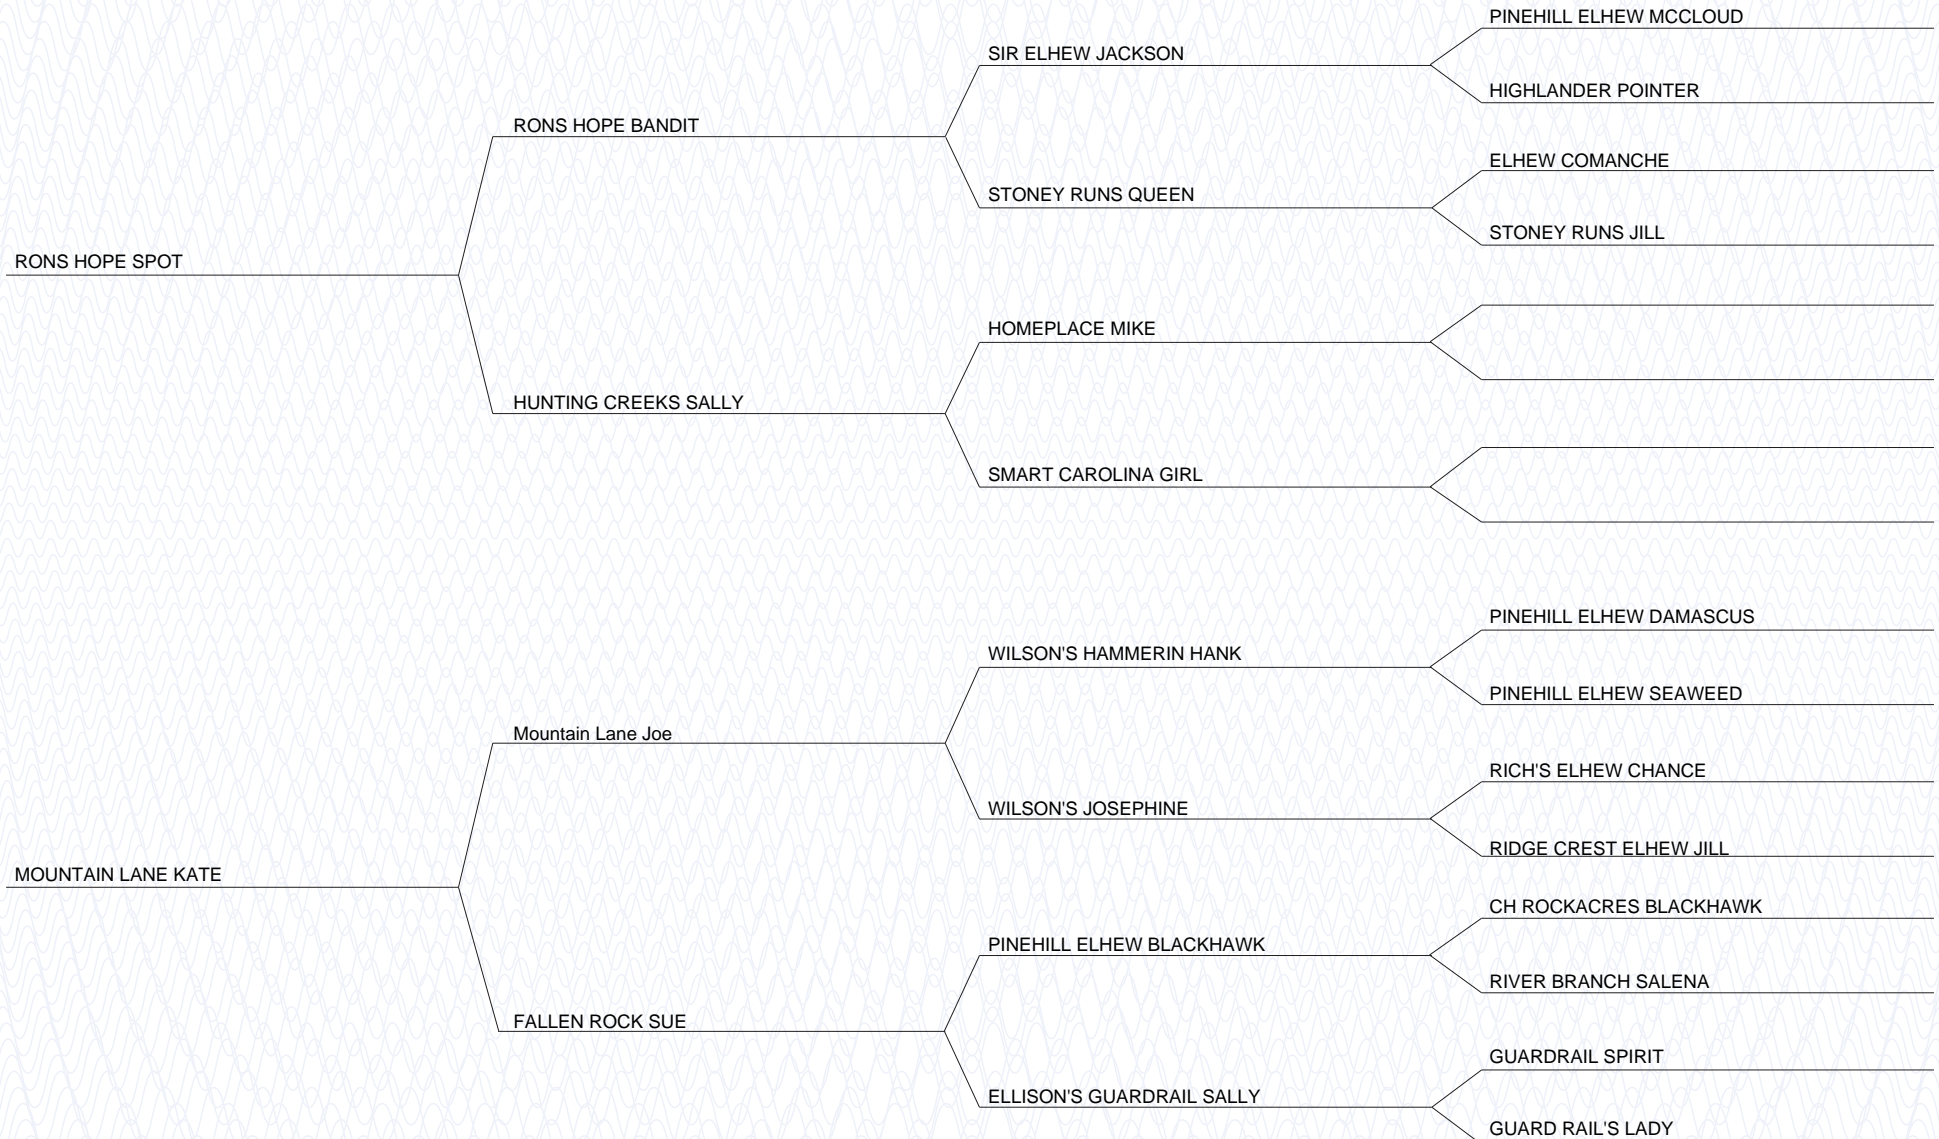 PINEHILL ELHEW MCCLOUD
SIR ELHEW JACKSON
HIGHLANDER POINTER
RONS HOPE BANDIT
ELHEW COMANCHE
STONEY RUNS QUEEN
STONEY RUNS JILL
RONS HOPE SPOT
HOMEPLACE MIKE
HUNTING CREEKS SALLY
SMART CAROLINA GIRL
PINEHILL ELHEW DAMASCUS
WILSON'S HAMMERIN HANK
PINEHILL ELHEW SEAWEED
Mountain Lane Joe
RICH'S ELHEW CHANCE
WILSON'S JOSEPHINE
RIDGE CREST ELHEW JILL
MOUNTAIN LANE KATE
CH ROCKACRES BLACKHAWK
PINEHILL ELHEW BLACKHAWK
RIVER BRANCH SALENA
FALLEN ROCK SUE
GUARDRAIL SPIRIT
ELLISON'S GUARDRAIL SALLY
GUARD RAIL'S LADY